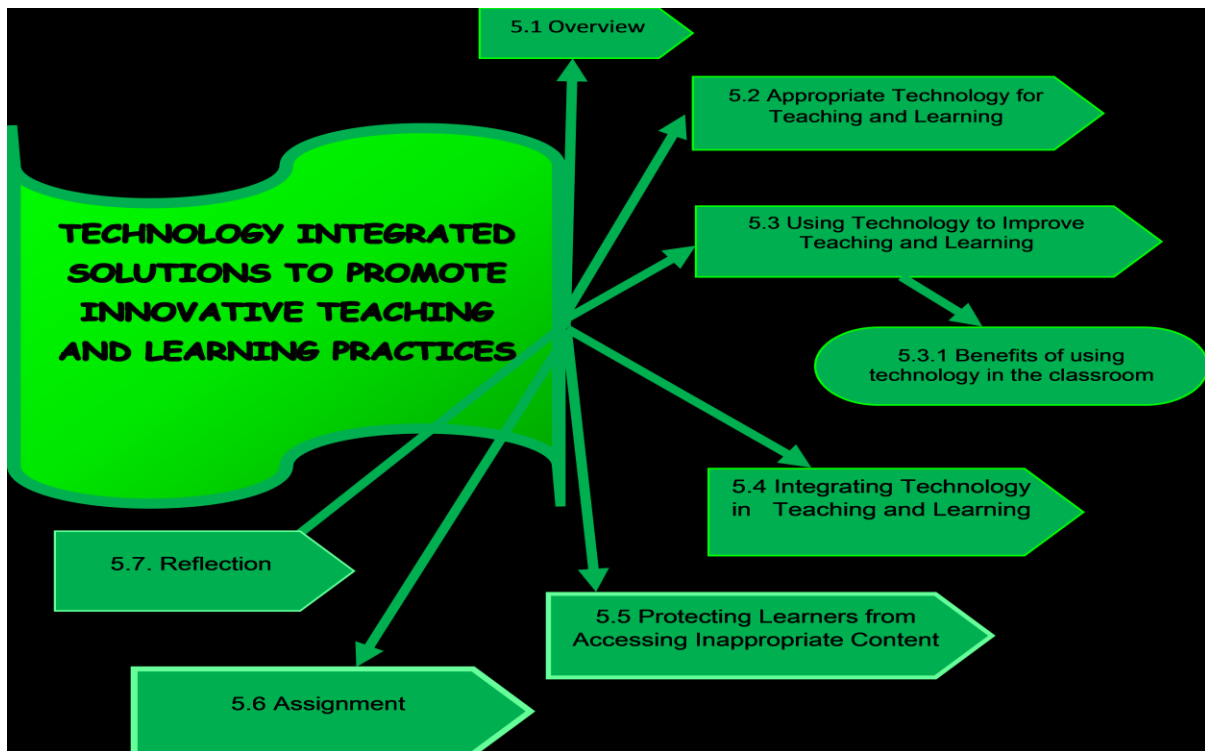 5.1 Overview
5.2 Appropriate Technology for
Teaching and Learning
TECHNOLOGY INTEGRATED
SOLUTIONS TO PROMOTE
INNOVATIVE TEACHING
AND LEARNING PRACTICES
5.3 Using Technology to Improve
Teaching and Learning
5.3.1 Benefits of using
technology in the classroom
5.4 Integrating Technology
in Teaching and Learning
5.5 Protecting Learners from
Accessing Inappropriate Content
5.6 Assignment
5.7. Reflection